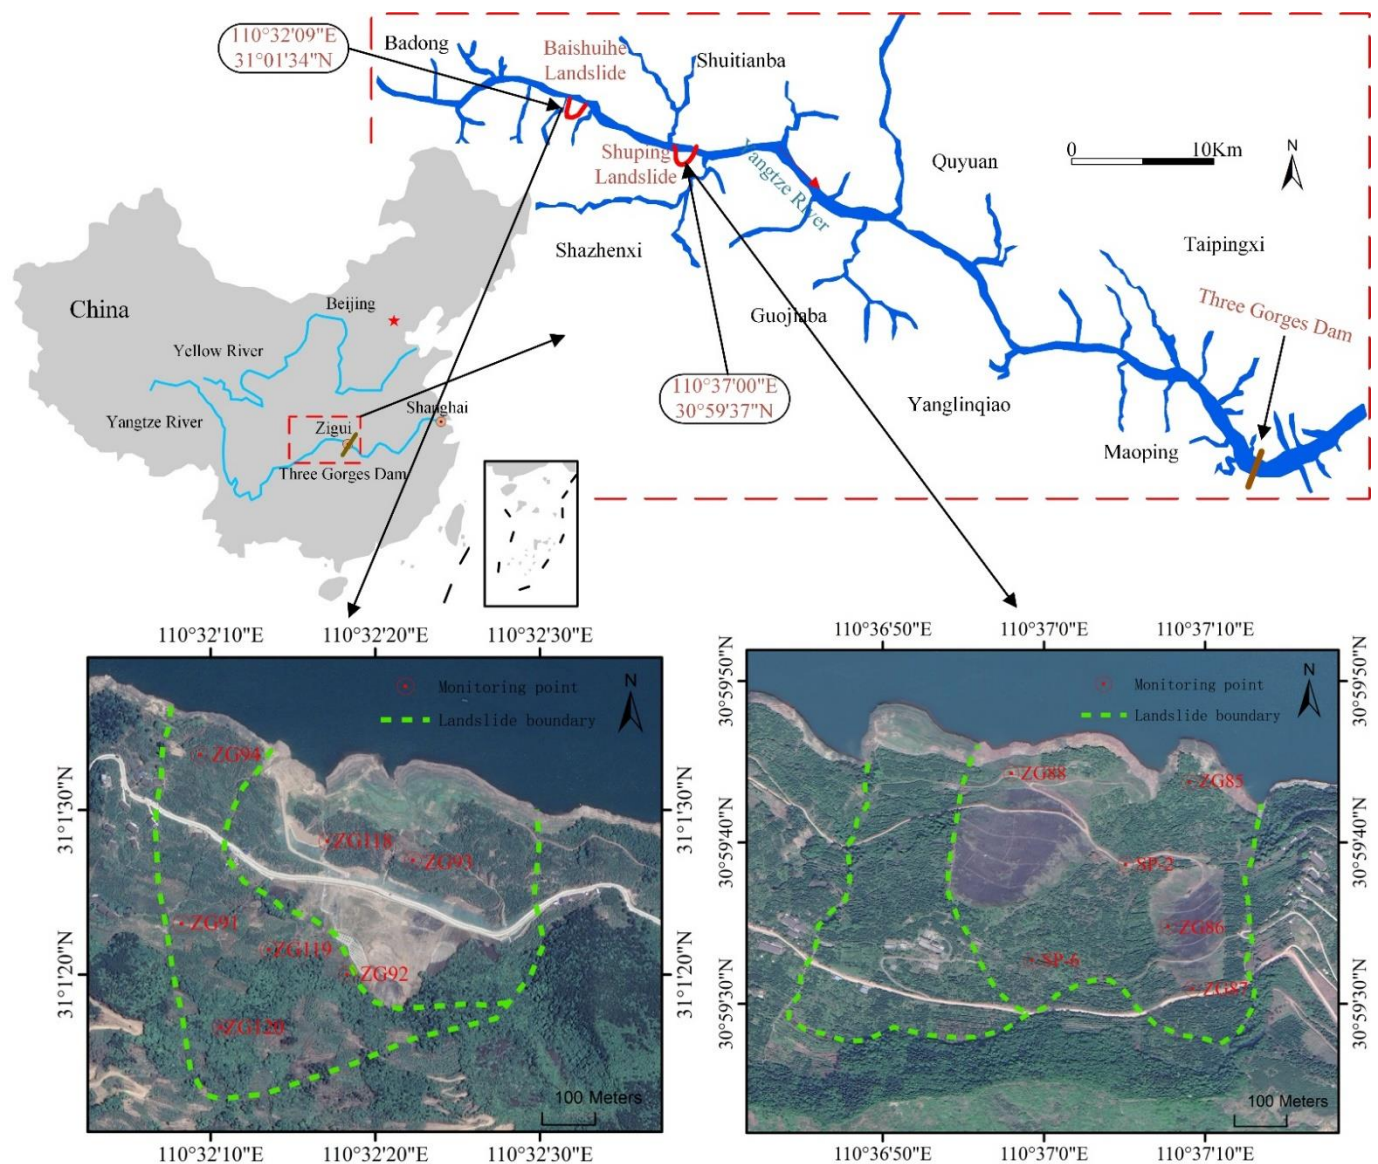 110°32'09"E
31°01'34"N
Badong
Baishuihe
Landslide
Shuitianba
Shuping
Landslide
Yangtze River
Quyuan
0
10Km
N
Shazhenxi
Guojiaba
Taipingxi
Three Gorges Dam
110°37'00"E
30°59'37"N
Yanglinqiao
Maoping
China
Beijing
Yellow River
Yangtze River
Shanghai
Zigui
Three Gorges Dam
110°32'10"E
110°32'20"E
110°32'30"E
31°1'30"N
31°1'20"N
Monitoring point
Landslide boundary
N
ZG94
ZG118
ZG93
ZG91
ZG119
ZG92
ZG120
100 Meters
31°1'30"N
31°1'20"N
110°32'10"E
110°32'20"E
110°32'30"E
110°36'50"E
110°37'0"E
110°37'10"E
30°59'50"N
30°59'40"N
30°59'30"N
Monitoring point
Landslide boundary
N
ZG88
ZG85
SP-2
ZG86
SP-6
ZG87
100 Meters
30°59'50"N
30°59'40"N
30°59'30"N
110°36'50"E
110°37'0"E
110°37'10"E